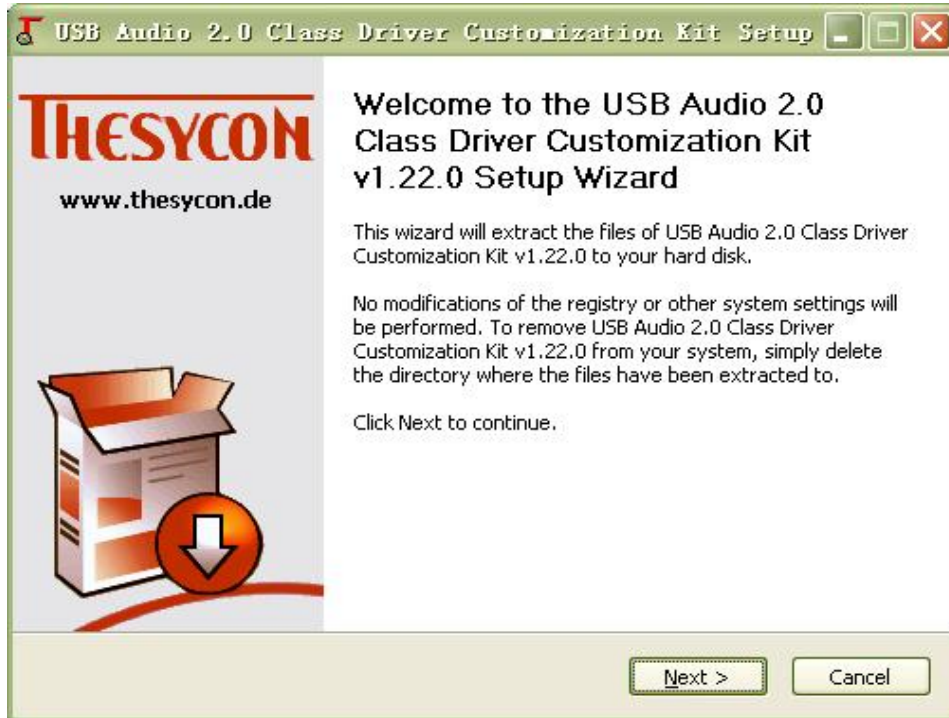 USB Audio 2.0 Class Driver Customization Kit Setup
THESYCON
www.thesycon.de
Welcome to the USB Audio 2.0
Class Driver Customization Kit
v1.22.0 Setup Wizard
This wizard will extract the files of USB Audio 2.0 Class Driver
Customization Kit v1.22.0 to your hard disk.
No modifications of the registry or other system settings will
be performed. To remove USB Audio 2.0 Class Driver
Customization Kit v1.22.0 from your system, simply delete
the directory where the files have been extracted to.
Click Next to continue.
Next >
Cancel